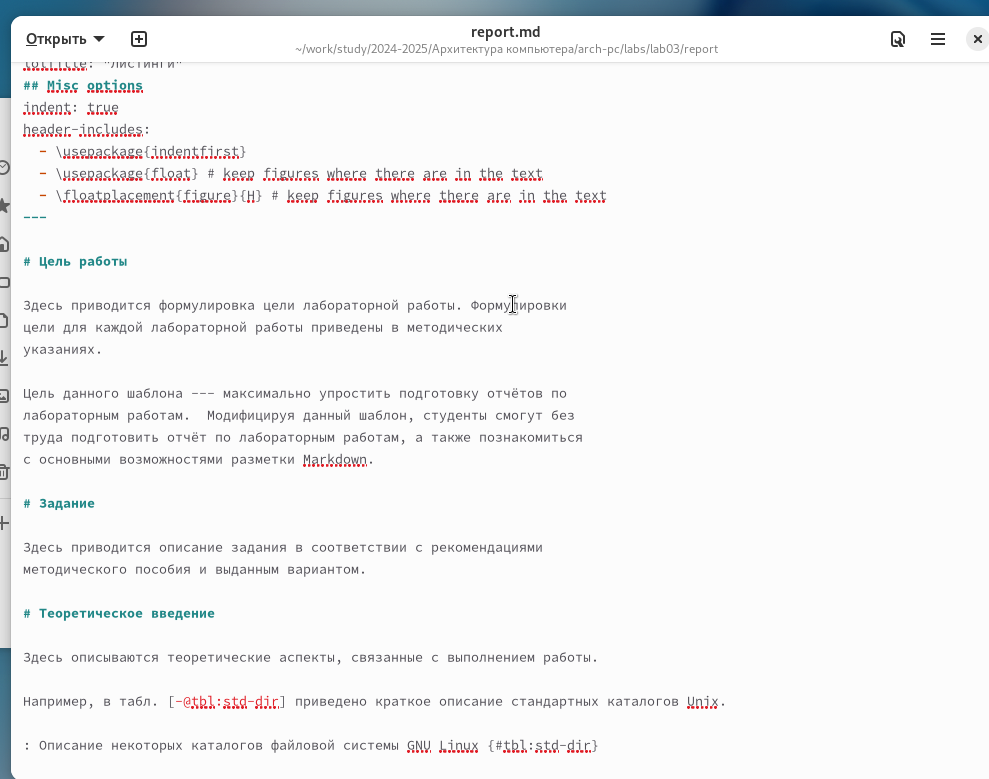 Открыть
report.md
~/work/study/2024-2025/Архитектура компьютера/arch-pc/labs/lab03/report
lolTitle: "Листинги"
## Misc options
indent: true
header-includes:
  - \usepackage{indentfirst}
  - \usepackage{float} # keep figures where there are in the text
  - \floatplacement{figure}{H} # keep figures where there are in the text
---
# Цель работы
Здесь приводится формулировка цели лабораторной работы. Формулировки
цели для каждой лабораторной работы приведены в методических
указаниях.
Цель данного шаблона --- максимально упростить подготовку отчётов по
лабораторным работам.  Модифицируя данный шаблон, студенты смогут без
труда подготовить отчёт по лабораторным работам, а также познакомиться
с основными возможностями разметки Markdown.
# Задание
Здесь приводится описание задания в соответствии с рекомендациями
методического пособия и выданным вариантом.
# Теоретическое введение
Здесь описываются теоретические аспекты, связанные с выполнением работы.
Например, в табл. [-@tbl:std-dir] приведено краткое описание стандартных каталогов Unix.
: Описание некоторых каталогов файловой системы GNU Linux {#tbl:std-dir}